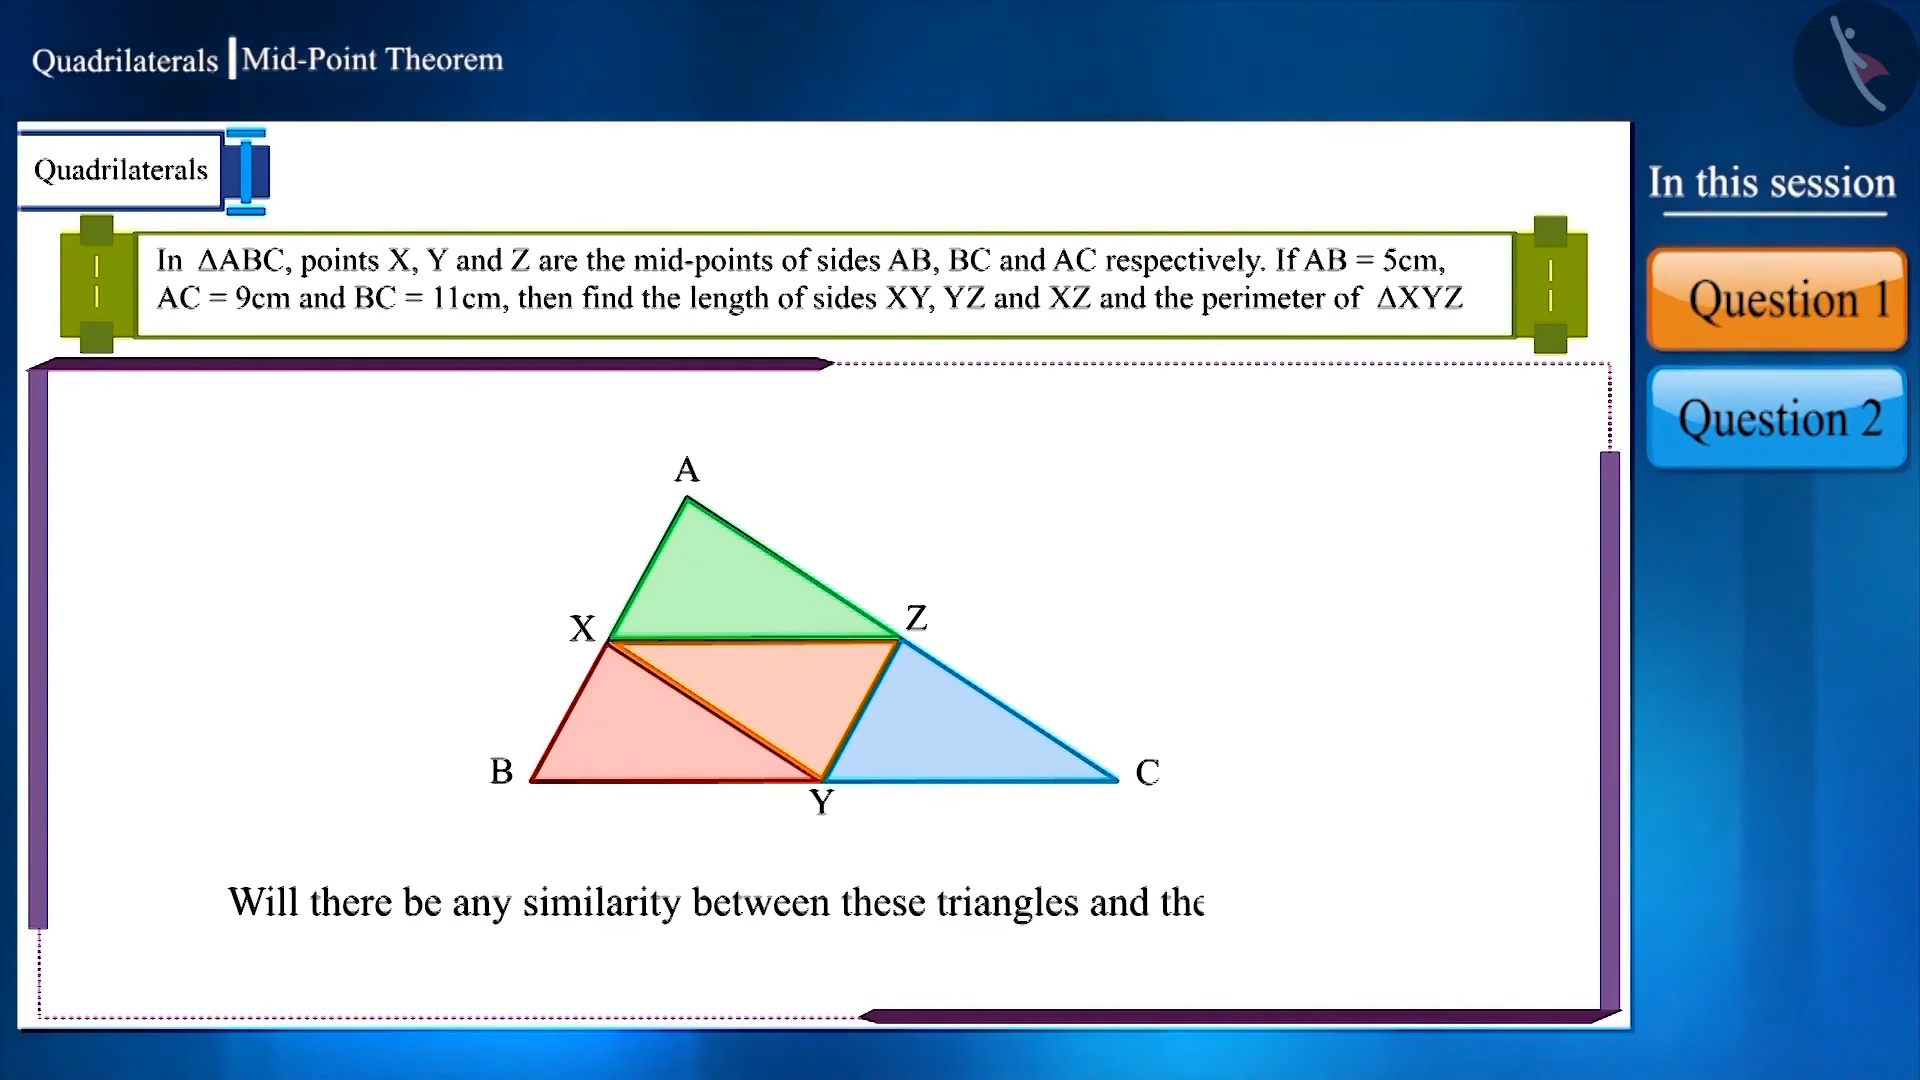 Quadrilaterals | Mid-Point Theorem
Quadrilaterals
In ΔABC, points X, Y and Z are the mid-points of sides AB, BC and AC respectively. If AB = 5cm,
AC = 9cm and BC = 11cm, then find the length of sides XY, YZ and XZ and the perimeter of ΔXYZ
A
X
Z
B
Y
C
Will there be any similarity between these triangles and the
In this session
Question 1
Question 2